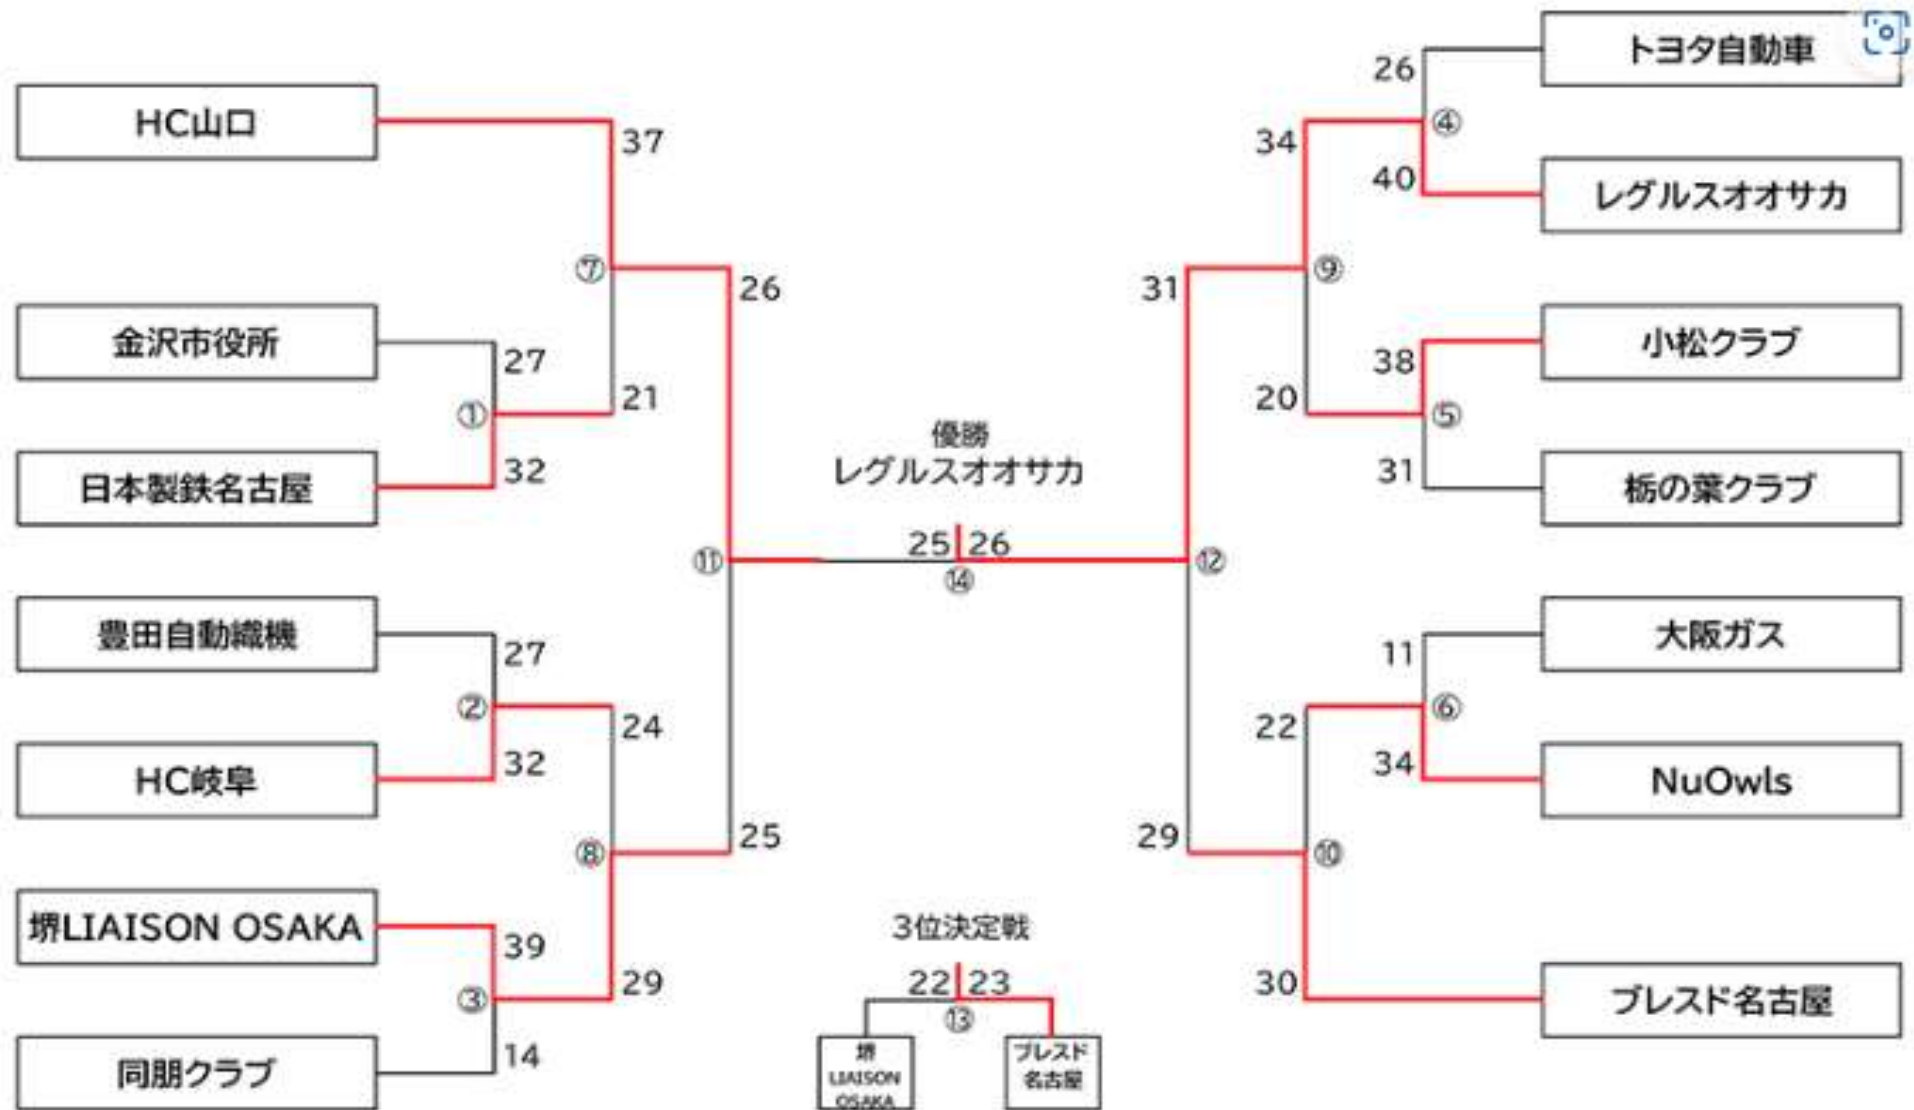 HC山口
金沢市役所
日本製鉄名古屋
豊田自動織機
HC岐阜
堺LIAISON OSAKA
同朋クラブ
27
①
32
27
②
32
39
③
14
37
⑦
21
24
⑧
29
26
⑪
25
優勝
レグルスオオサカ
25 26
⑭
3位決定戦
22 23
⑬
堺
LIAISON
OSAKA
ブレスド
名古屋
31
⑫
29
34
⑨
20
22
⑩
30
26
④
40
38
⑤
31
11
⑥
34
トヨタ自動車
レグルスオオサカ
小松クラブ
栃の葉クラブ
大阪ガス
NuOwls
ブレスド名古屋